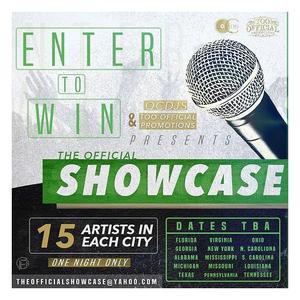 ENTER
TO
WIN
&
OCDJS
TOO OFFICIAL
PROMOTIONS
PRESENTS
THE OFFICIAL
SHOWCASE
15 ARTISTS IN
EACH CITY
ONE NIGHT ONLY
DATES TBA
FLORIDA VIRGINIA OHIO
GEORGIA NEW YORK N. CAROLIONA
ALABAMA MISSISSIPPI S. CAROLINA
MICHIGAN MISSOURI LOUISIANA
TEXAS PENNSYLVANIA TENNESSEE
THEOFFICIALSHOWCASE@YAHOO.COM